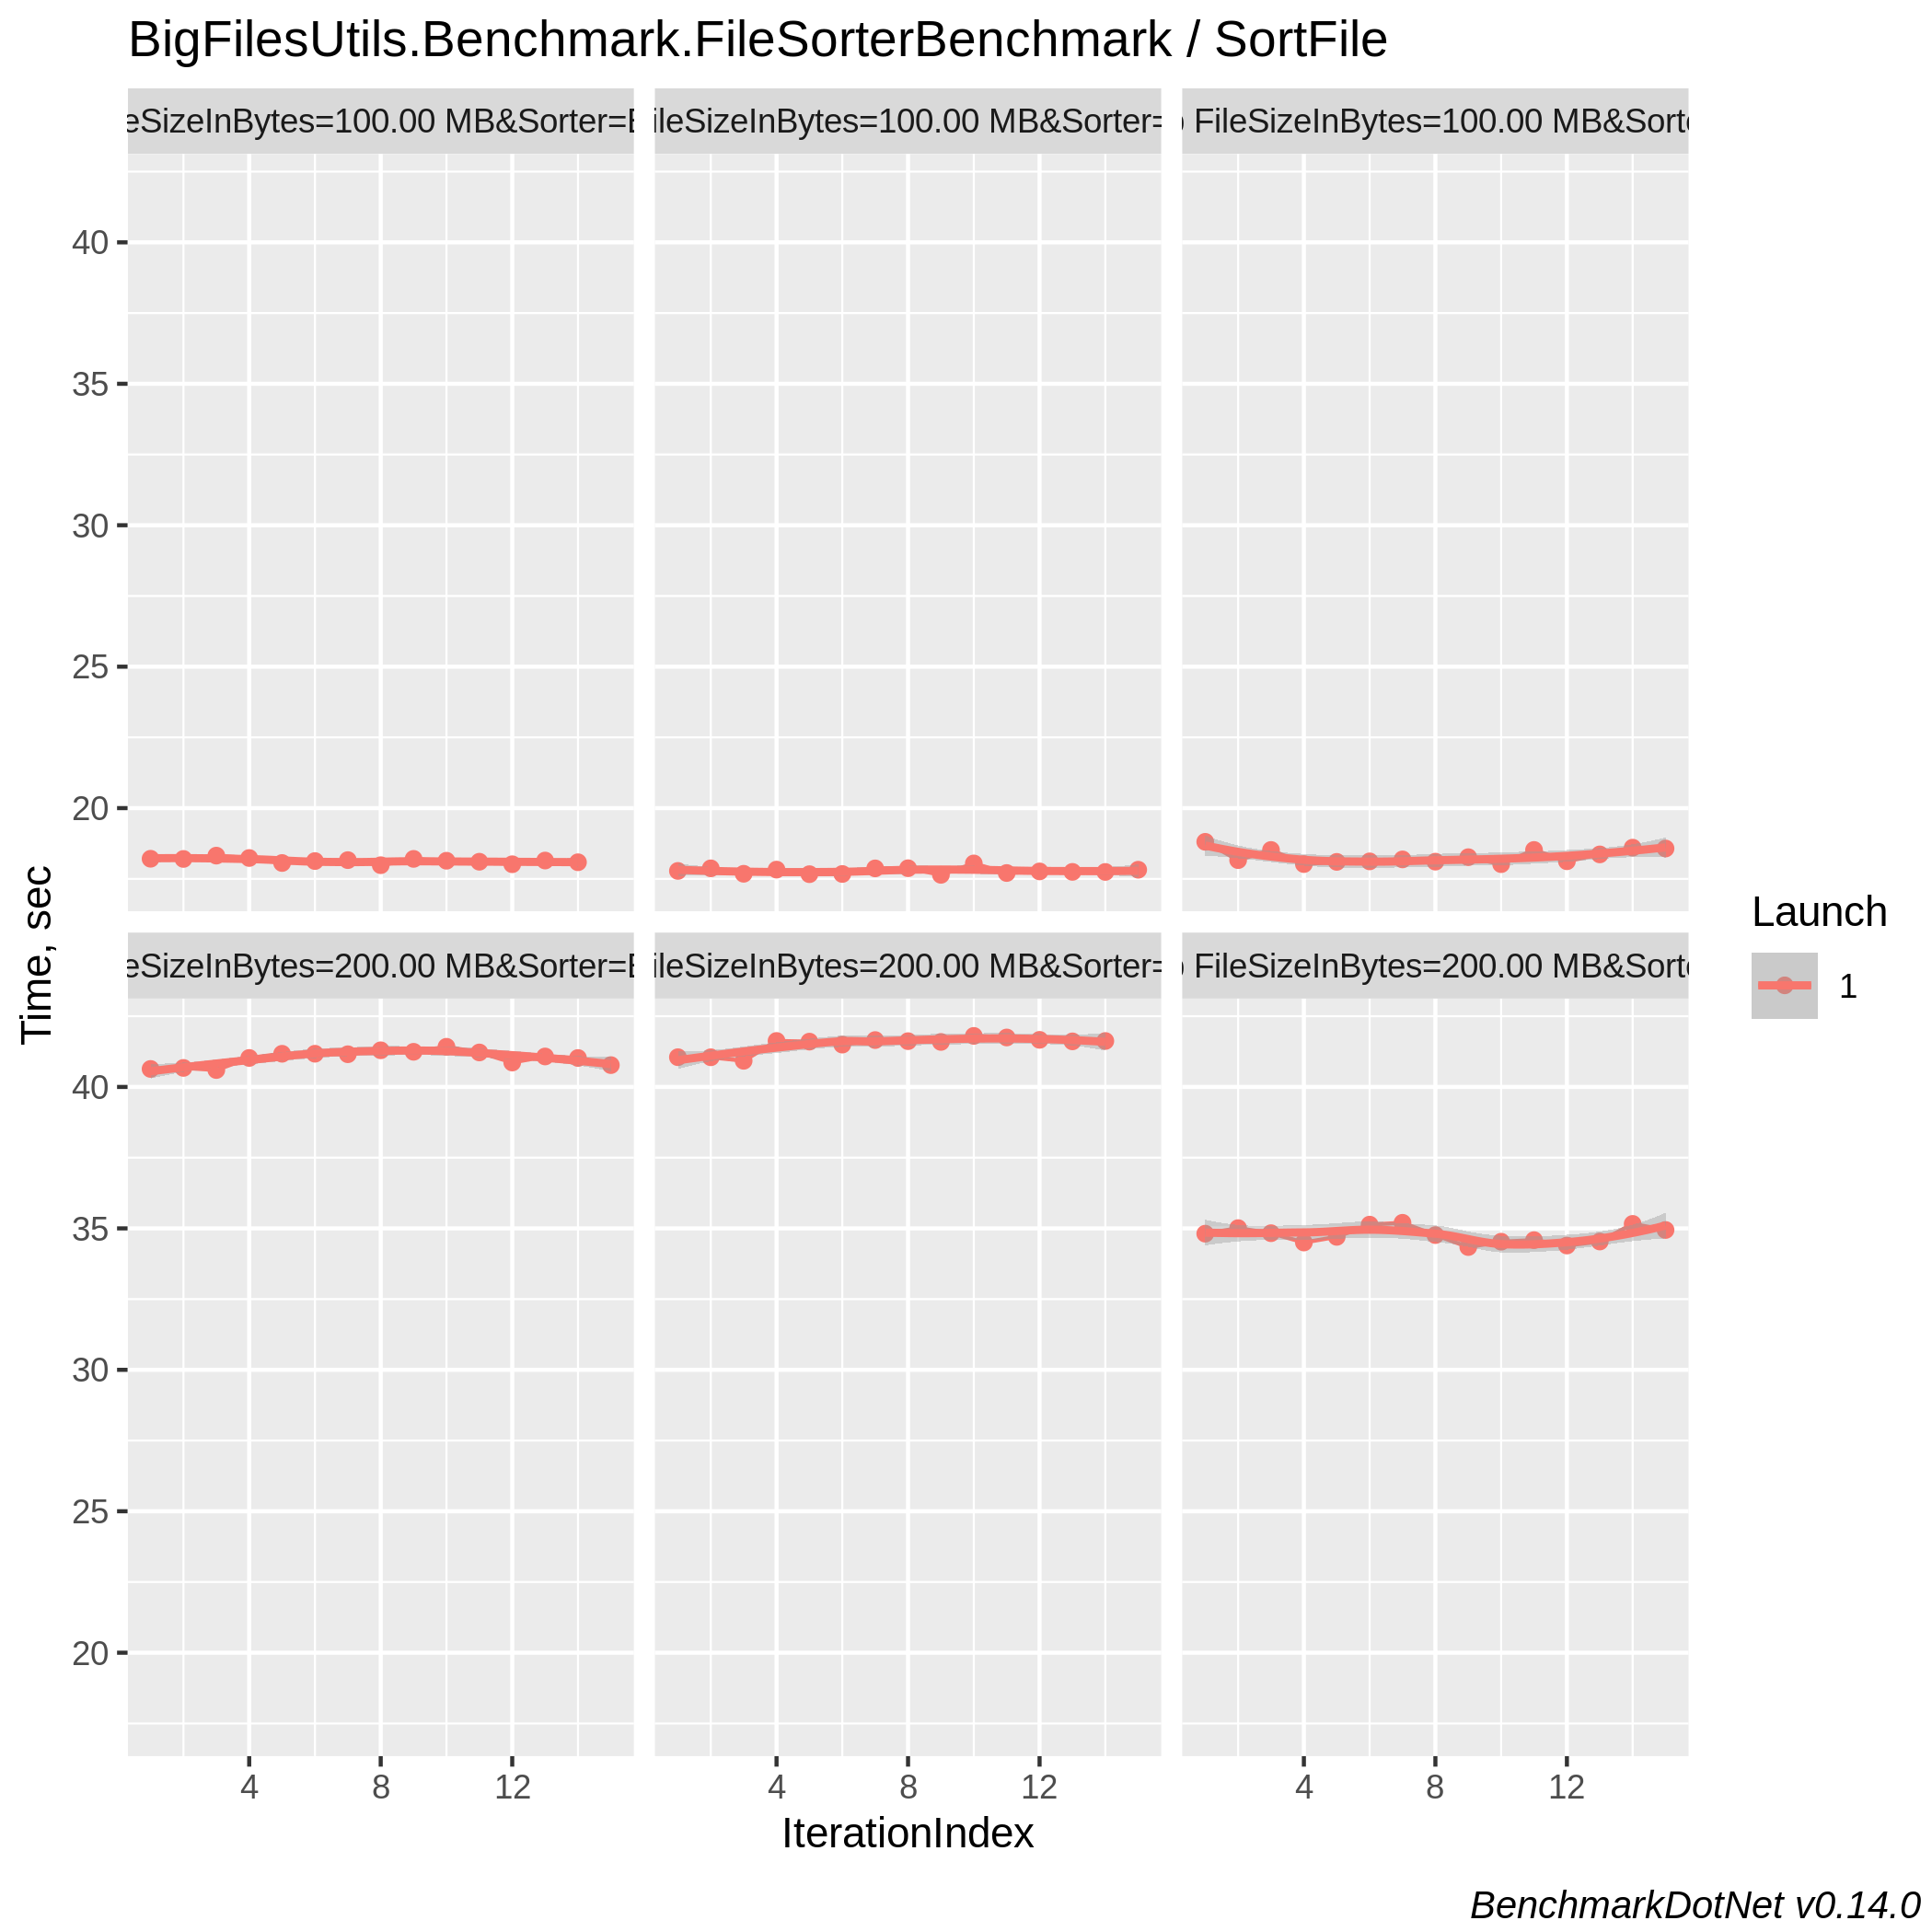 BigFilesUtils.Benchmark.FileSorterBenchmark / SortFile
eSizeInBytes=100.00 MB&Sorter= ileSizeInBytes=100.00 MB&Sorter= FileSizeInBytes=100.00 MB&Sorte
40
35
30
25
20
eSizeInBytes=200.00 MB&Sorter= ileSizeInBytes=200.00 MB&Sorter= FileSizeInBytes=200.00 MB&Sorte
40
35
30
25
20
4 8 12 4 8 12 4 8 12
IterationIndex
Time, sec
Launch
1
BenchmarkDotNet v0.14.0